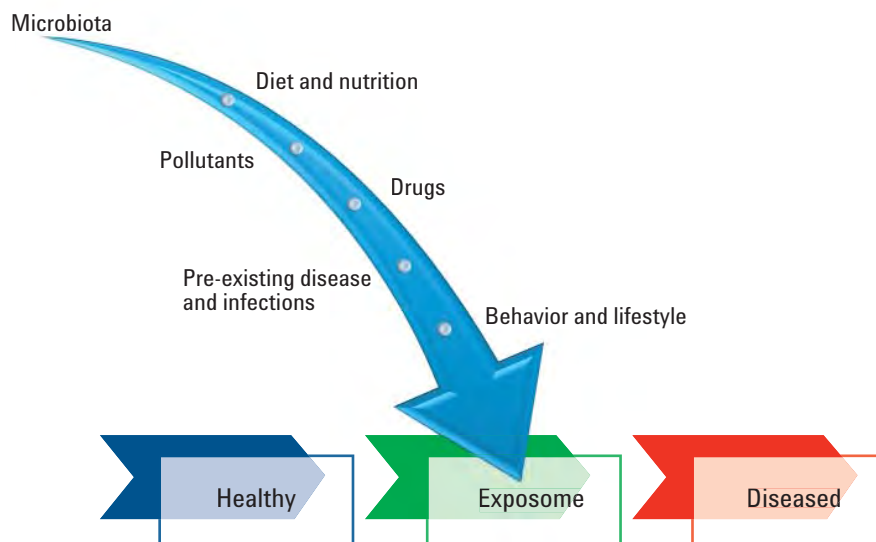 Microbiota
Diet and nutrition
Pollutants
Drugs
Pre-existing disease
and infections
Behavior and lifestyle
Healthy
Exposome
Diseased